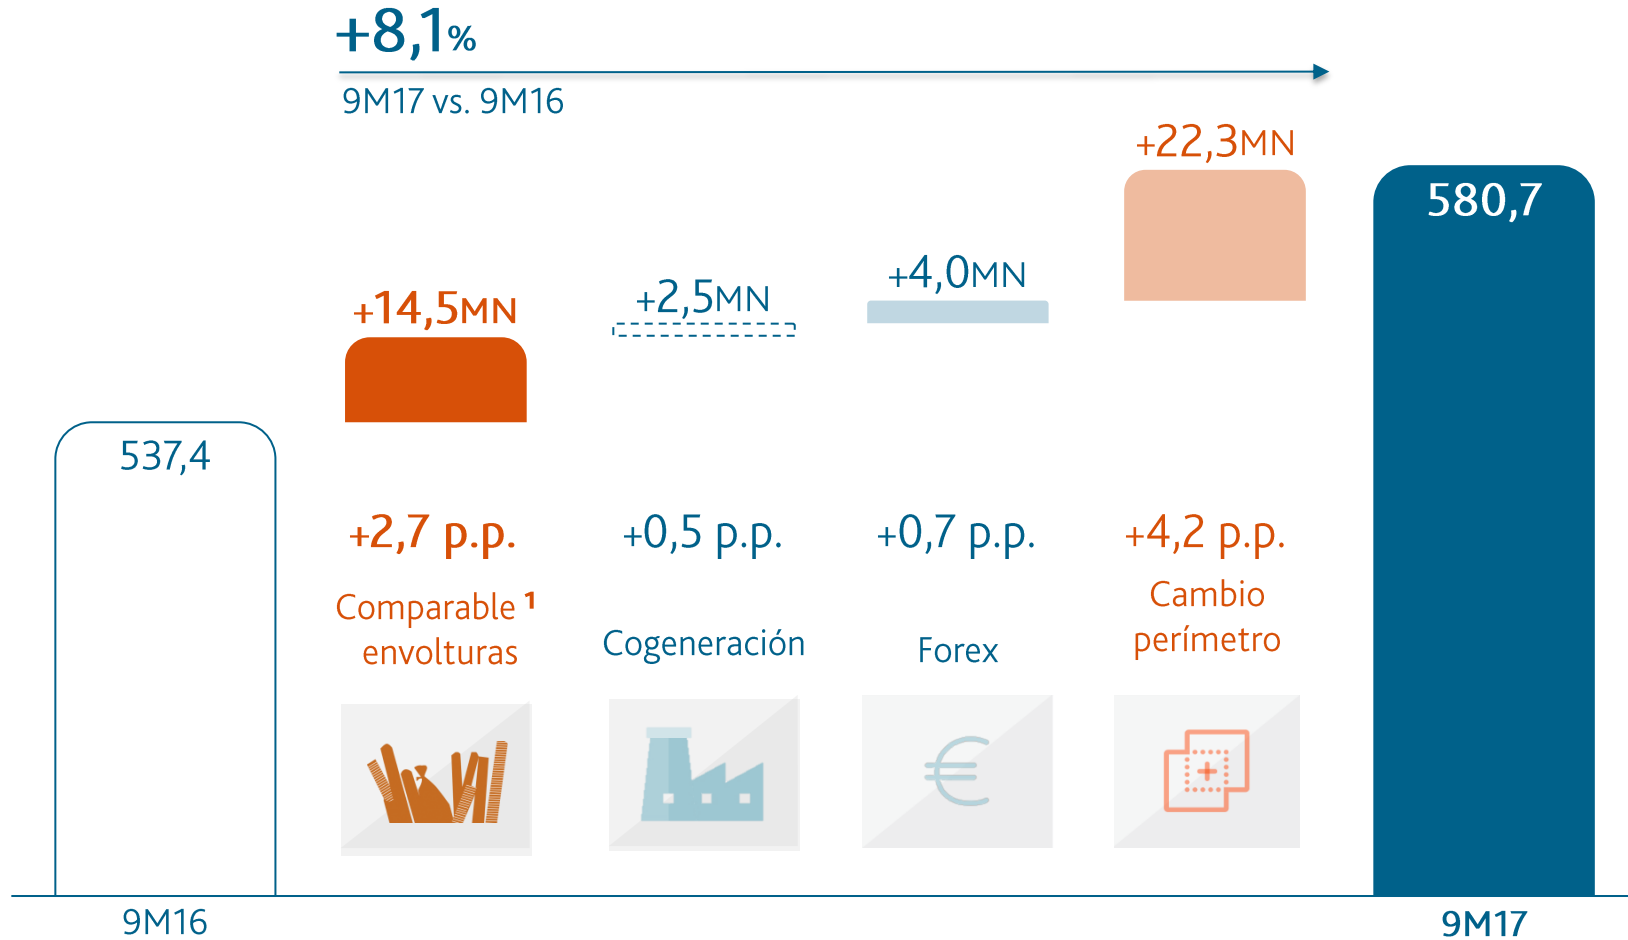 +8,1%
9M17 vs. 9M16
+22,3MN
580,7
+4,0MN
+2,5MN
+14,5MN
537,4
+2,7 p.p.
+0,5 p.p.
+0,7 p.p.
+4,2 p.p.
Comparable 1
envolturas
Cogeneración
Forex
Cambio
perímetro
9M16
9M17